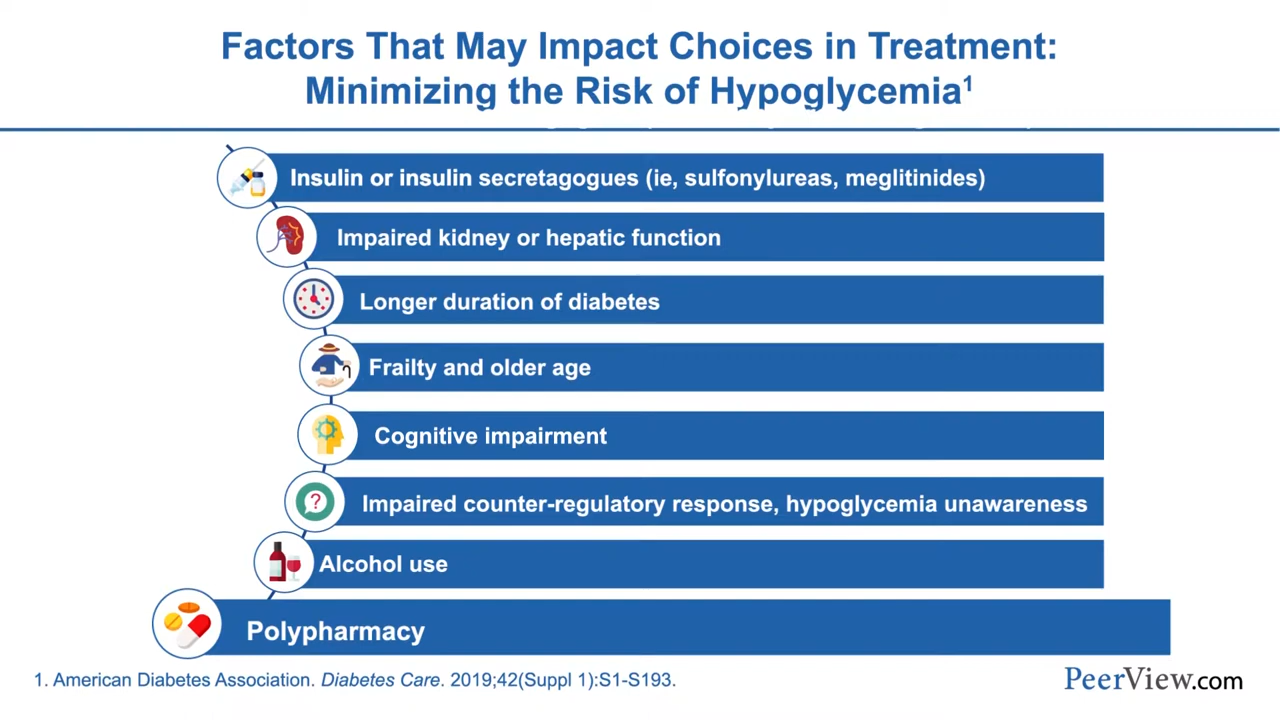 Factors That May Impact Choices in Treatment:
Minimizing the Risk of Hypoglycemia1
Insulin or insulin secretagogues (ie, sulfonylureas, meglitinides)
Impaired kidney or hepatic function
Longer duration of diabetes
Frailty and older age
Cognitive impairment
?
Impaired counter-regulatory response, hypoglycemia unawareness
Alcohol use
Polypharmacy
1. American Diabetes Association. Diabetes Care. 2019;42(Suppl 1):S1-S193.
PeerView.com